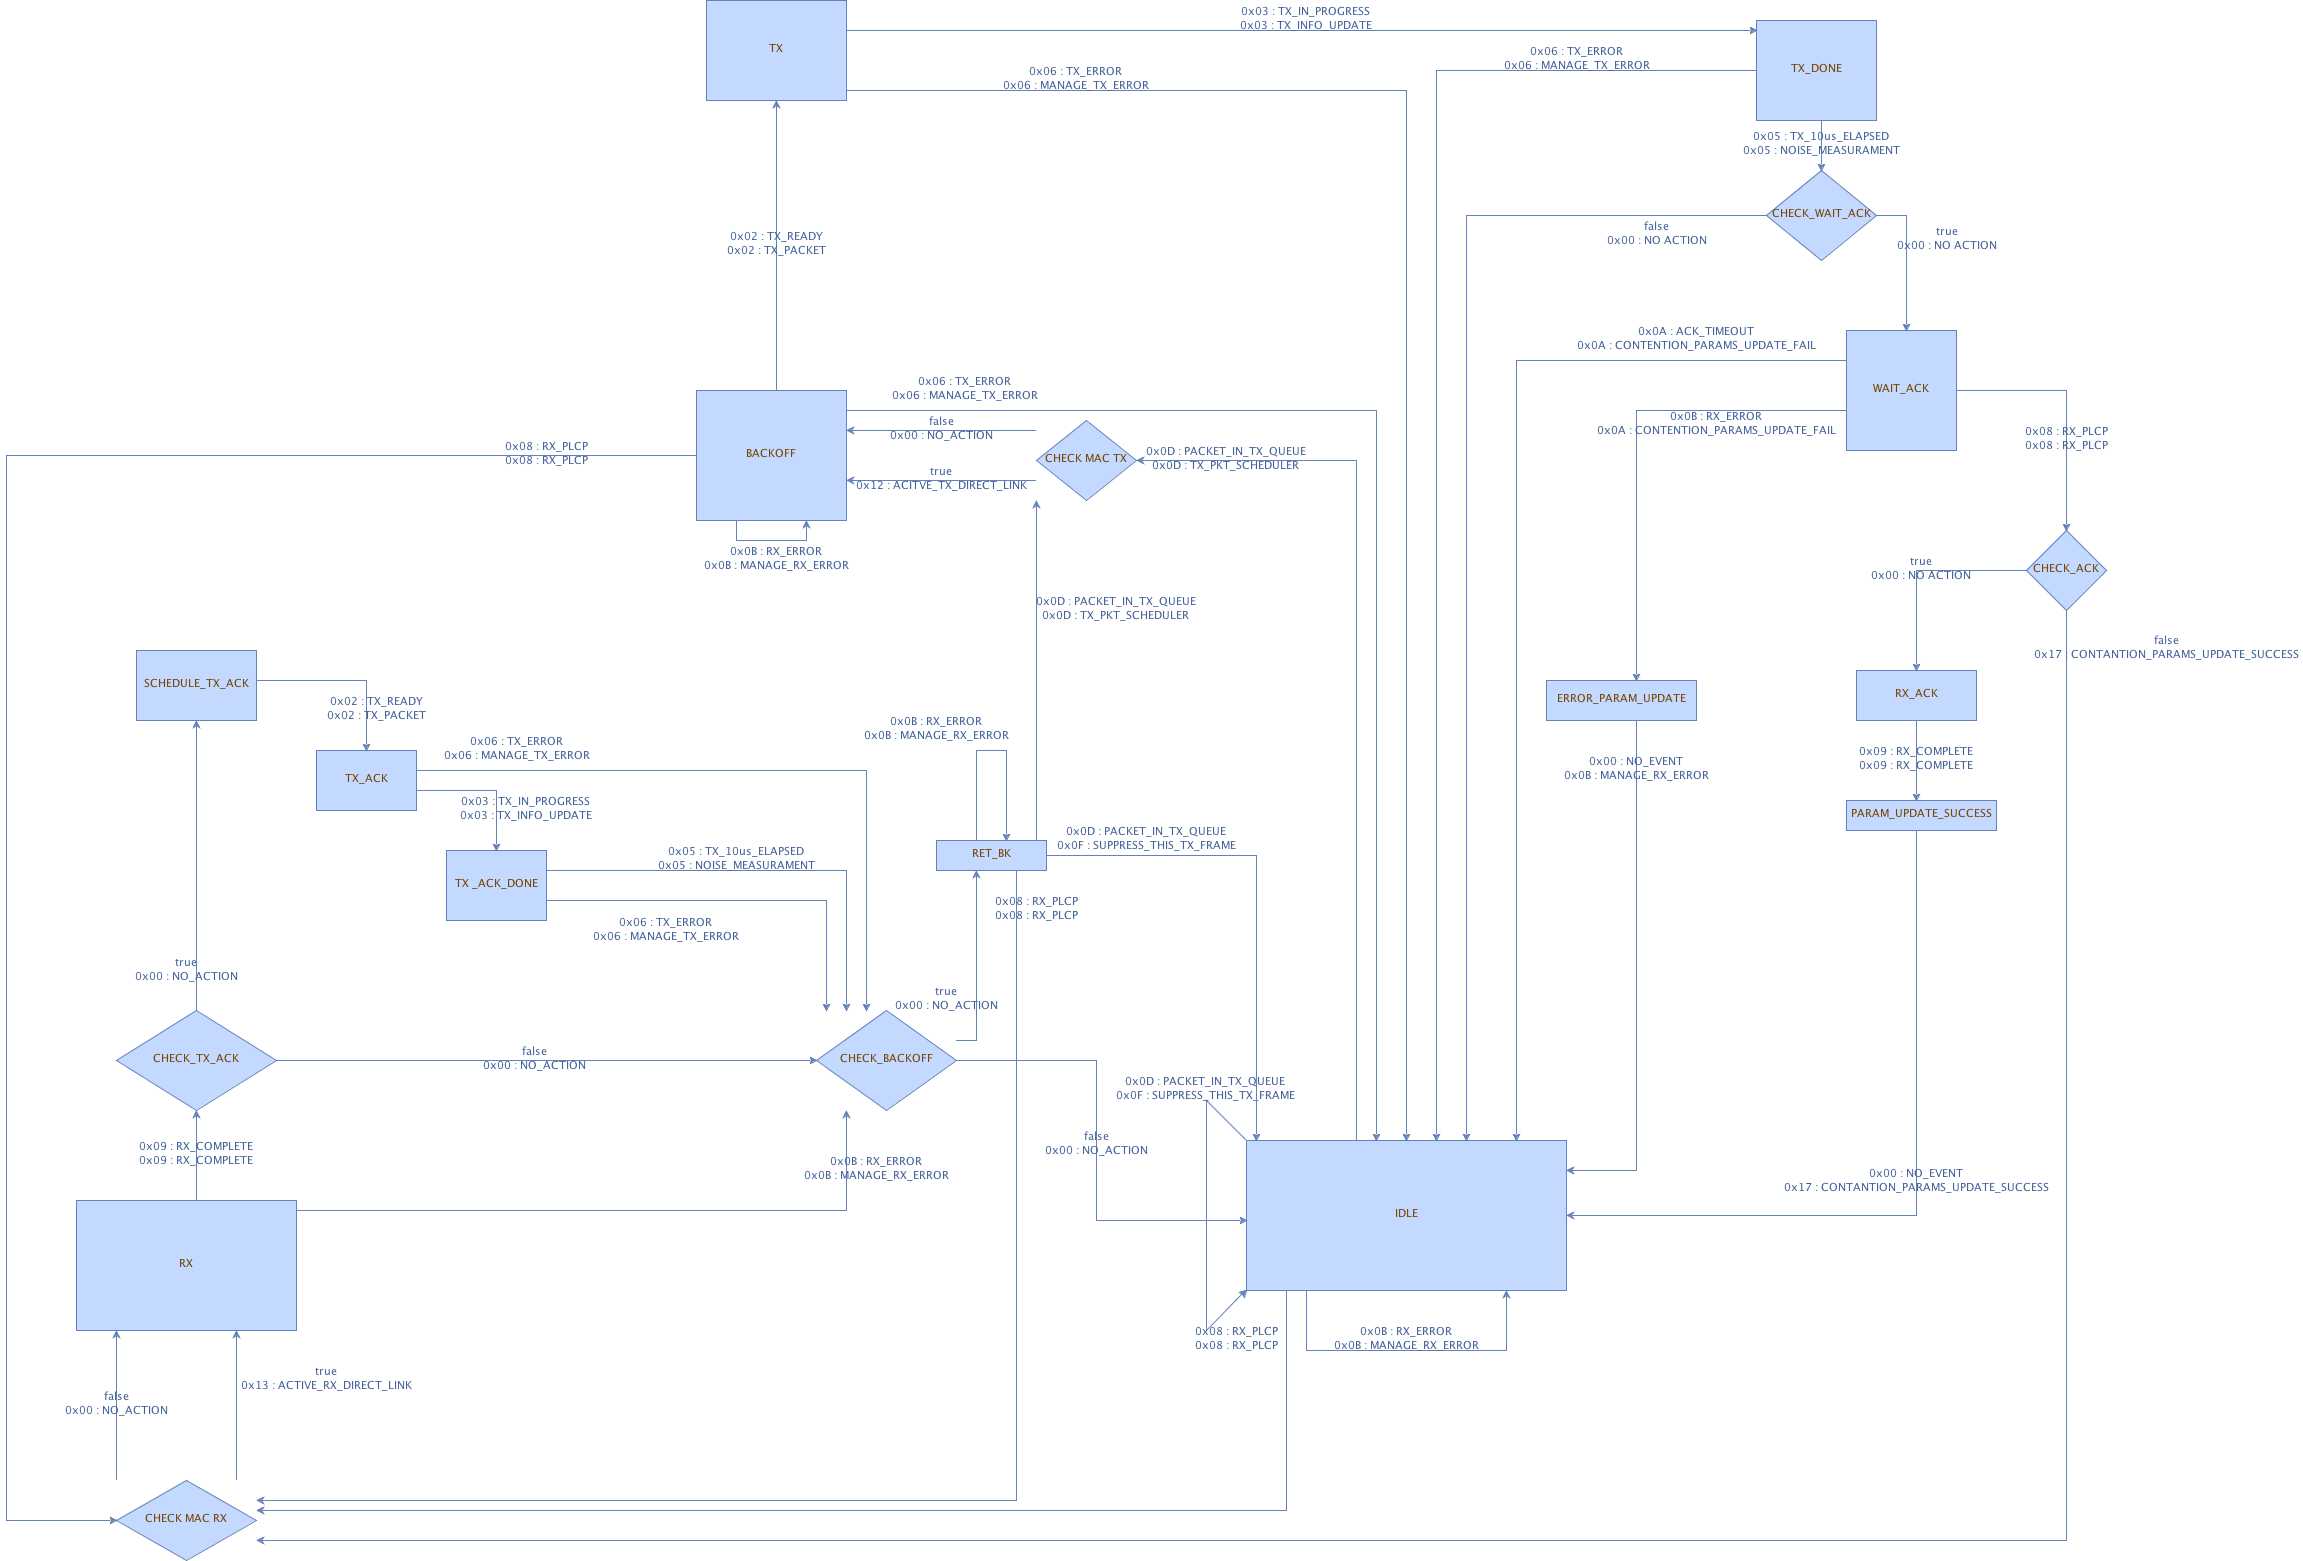 0x03 : TX_IN_PROGRESS
0x03 : TX_INFO_UPDATE
TX
0x06 : TX_ERROR
0x06 : MANAGE_TX_ERROR
TX_DONE
0x06 : TX_ERROR
0x06 : MANAGE_TX_ERROR
0x05 : TX_10us_ELAPSED
0x05 : NOISE_MEASURAMENT
CHECK_WAIT_ACK
false
0x00 : NO ACTION
true
0x00 : NO ACTION
0x02 : TX_READY
0x02 : TX_PACKET
0x0A : ACK_TIMEOUT
0x0A : CONTENTION_PARAMS_UPDATE_FAIL
WAIT_ACK
0x06 : TX_ERROR
0x06 : MANAGE_TX_ERROR
0x0B : RX_ERROR
0x0A : CONTENTION_PARAMS_UPDATE_FAIL
false
0x00 : NO_ACTION
0x08 : RX_PLCP
0x08 : RX_PLCP
0x08 : RX_PLCP
0x08 : RX_PLCP
BACKOFF
CHECK MAC TX
0x0D : PACKET_IN_TX_QUEUE
0x0D : TX_PKT_SCHEDULER
true
0x12 : ACITVE_TX_DIRECT_LINK
0x0B : RX_ERROR
0x0B : MANAGE_RX_ERROR
true
0x00 : NO ACTION
CHECK_ACK
0x0D : PACKET_IN_TX_QUEUE
0x0D : TX_PKT_SCHEDULER
false
0x17 : CONTANTION_PARAMS_UPDATE_SUCCESS
SCHEDULE_TX_ACK
ERROR_PARAM_UPDATE
RX_ACK
0x02 : TX_READY
0x02 : TX_PACKET
0x0B : RX_ERROR
0x0B : MANAGE_RX_ERROR
0x06 : TX_ERROR
0x06 : MANAGE_TX_ERROR
0x00 : NO_EVENT
0x0B : MANAGE_RX_ERROR
0x09 : RX_COMPLETE
0x09 : RX_COMPLETE
TX_ACK
0x03 : TX_IN_PROGRESS
0x03 : TX_INFO_UPDATE
PARAM_UPDATE_SUCCESS
0x0D : PACKET_IN_TX_QUEUE
0x0F : SUPPRESS_THIS_TX_FRAME
RET_BK
0x05 : TX_10us_ELAPSED
0x05 : NOISE_MEASURAMENT
TX _ACK_DONE
0x08 : RX_PLCP
0x08 : RX_PLCP
0x06 : TX_ERROR
0x06 : MANAGE_TX_ERROR
true
0x00 : NO_ACTION
true
0x00 : NO_ACTION
CHECK_TX_ACK
false
0x00 : NO_ACTION
CHECK_BACKOFF
0x0D : PACKET_IN_TX_QUEUE
0x0F : SUPPRESS_THIS_TX_FRAME
false
0x00 : NO_ACTION
0x09 : RX_COMPLETE
0x09 : RX_COMPLETE
0x0B : RX_ERROR
0x0B : MANAGE_RX_ERROR
0x00 : NO_EVENT
0x17 : CONTANTION_PARAMS_UPDATE_SUCCESS
IDLE
RX
0x08 : RX_PLCP
0x08 : RX_PLCP
0x0B : RX_ERROR
0x0B : MANAGE_RX_ERROR
true
0x13 : ACTIVE_RX_DIRECT_LINK
false
0x00 : NO_ACTION
CHECK MAC RX